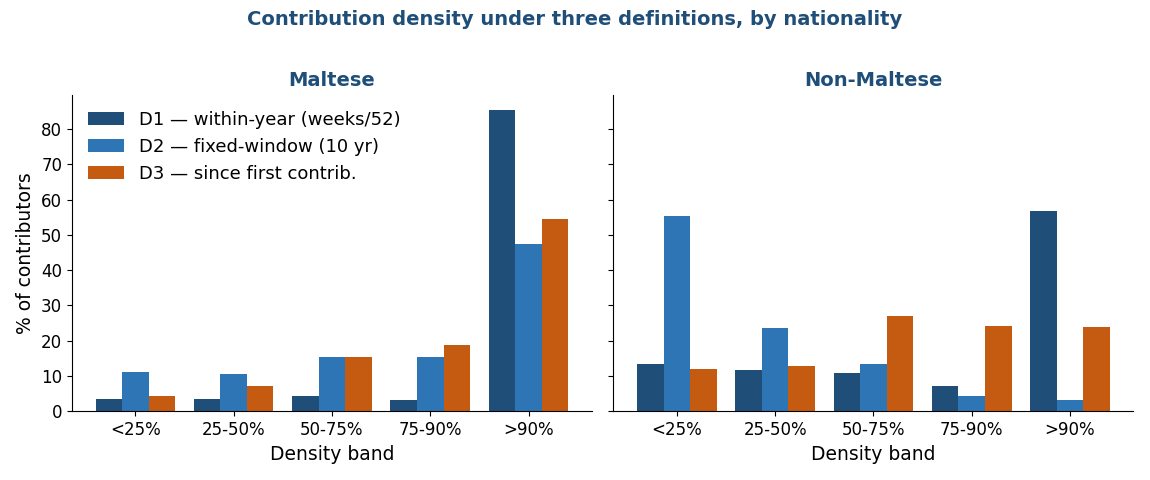 Contribution density under three definitions, by nationality
Maltese
Non-Maltese
D1 — within-year (weeks/52)
D2 — fixed-window (10 yr)
D3 — since first contrib.
% of contributors
80
70
60
50
40
30
20
10
0
<25% 25-50% 50-75% 75-90% >90%
<25% 25-50% 50-75% 75-90% >90%
Density band
Density band